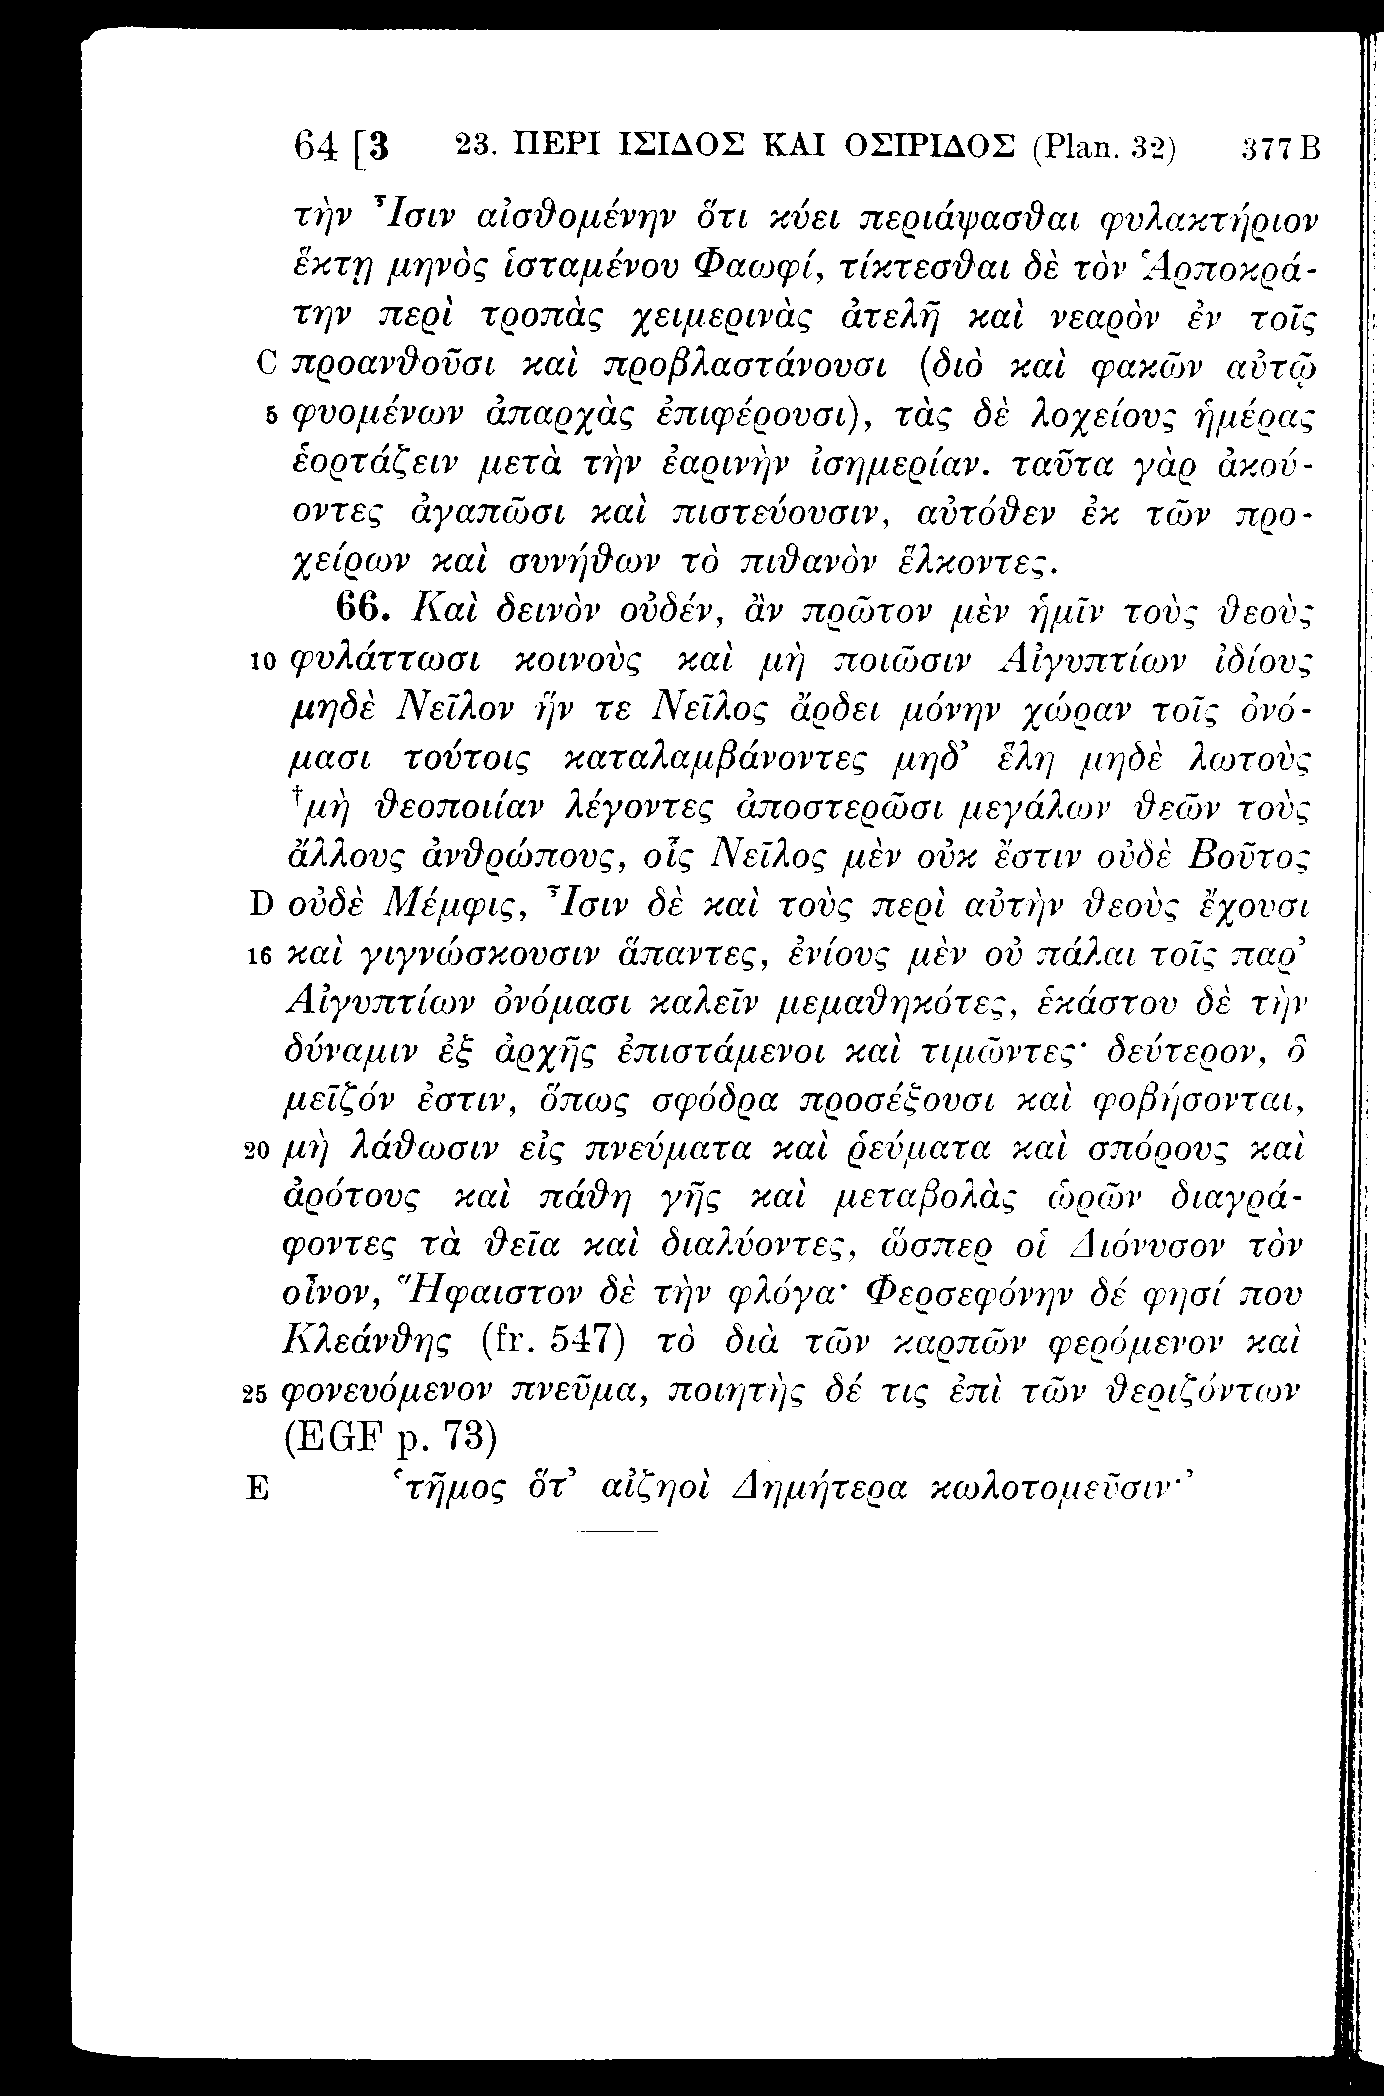 64 [3 23. ΠΕΡΙ ΙΣΙΔΟΣ ΚΑΙ ΟΣΙΡΙΔΟΣ (Plan. 32) 377 B
τὴν Ἶσιν αἰσθομένην ὅτι κύει περιάψασθαι φυλακτήριον
ἕκτῃ μηνὸς ἱσταμένου Φαωφί, τίκτεσθαι δὲ τὸν Ἁρποκρά-
την περὶ τροπὰς χειμερινὰς ἀτελῆ καὶ νεαρὸν ἐν τοῖς
C προανθοῦσι καὶ προβλαστάνουσι (διὸ καὶ φακῶν αὐτῷ
5 φυομένων ἀπαρχὰς ἐπιφέρουσι), τὰς δὲ λοχείους ἡμέρας
ἑορτάζειν μετὰ τὴν ἐαρινὴν ἰσημερίαν. ταῦτα γὰρ ἀκού-
οντες ἀγαπῶσι καὶ πιστεύουσιν, αὐτόθεν ἐκ τῶν προ-
χείρων καὶ συνήθων τὸ πιθανὸν ἕλκοντες.
66. Καὶ δεινὸν οὐδέν, ἂν πρῶτον μὲν ἡμῖν τοὺς θεοὺς
10 φυλάττωσι κοινοὺς καὶ μὴ ποιῶσιν Αἰγυπτίων ἰδίους
μηδὲ Νεῖλον ἥν τε Νεῖλος ἄρδει μόνην χώραν τοῖς ὀνό-
μασι τούτοις καταλαμβάνοντες μηδ’ ἕλη μηδὲ λωτοὺς
†μὴ θεοποιίαν λέγοντες ἀποστερῶσι μεγάλων θεῶν τοὺς
ἄλλους ἀνθρώπους, οἷς Νεῖλος μὲν οὐκ ἔστιν οὐδὲ Βοῦτος
D οὐδὲ Μέμφις, Ἶσιν δὲ καὶ τοὺς περὶ αὐτὴν θεοὺς ἔχουσι
16 καὶ γιγνώσκουσιν ἅπαντες, ἐνίους μὲν οὐ πάλαι τοῖς παρ’
Αἰγυπτίων ὀνόμασι καλεῖν μεμαθηκότες, ἑκάστου δὲ τὴν
δύναμιν ἐξ ἀρχῆς ἐπιστάμενοι καὶ τιμῶντες· δεύτερον, ὃ
μεῖζόν ἐστιν, ὅπως σφόδρα προσέξουσι καὶ φοβήσονται,
20 μὴ λάθωσιν εἰς πνεύματα καὶ ῥεύματα καὶ σπόρους καὶ
ἀρότους καὶ πάθη γῆς καὶ μεταβολὰς ὡρῶν διαγρά-
φοντες τὰ θεῖα καὶ διαλύοντες, ὥσπερ οἱ Διόνυσον τὸν
οἶνον, Ἥφαιστον δὲ τὴν φλόγα· Φερσεφόνην δέ φησί που
Κλεάνθης (fr. 547) τὸ διὰ τῶν καρπῶν φερόμενον καὶ
25 φονευόμενον πνεῦμα, ποιητὴς δέ τις ἐπὶ τῶν θεριζόντων
(EGF p. 73)
E ‘τῆμος ὅτ’ αἰζηοὶ Δημήτερα κωλοτομεῦσιν·’